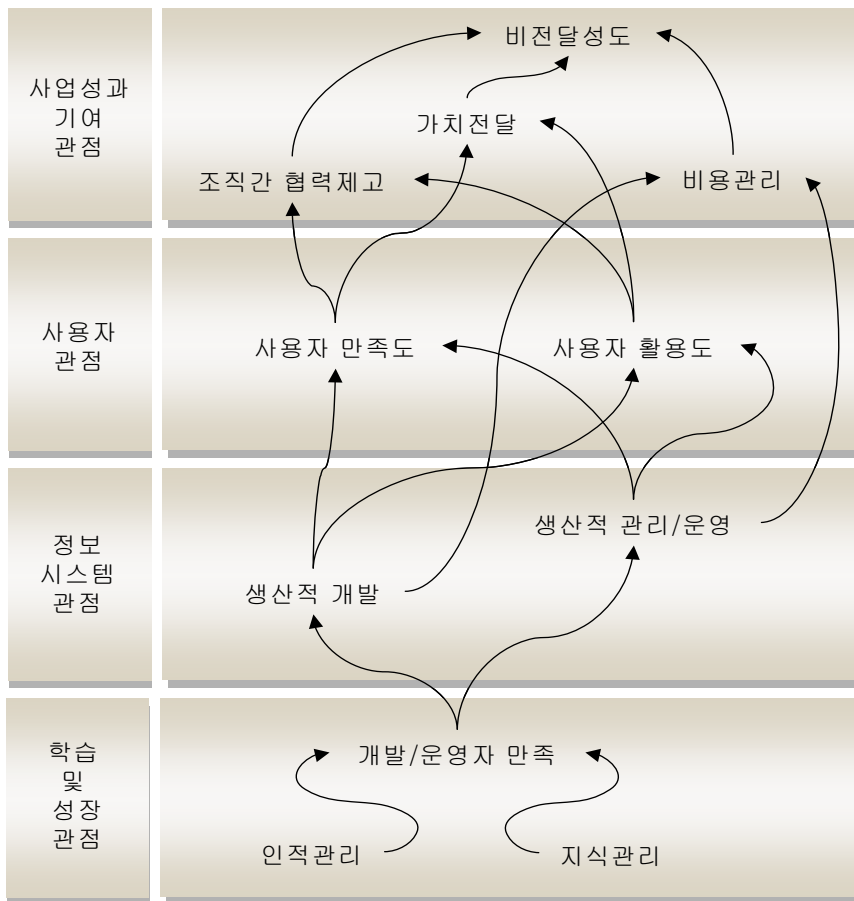 사업성과
기여
관점
비전달성도
가치전달
조직간 협력제고
비용관리
사용자
관점
사용자 만족도
사용자 활용도
정보
시스템
관점
생산적 관리/운영
생산적 개발
학습
및
성장
관점
개발/운영자 만족
인적관리
지식관리